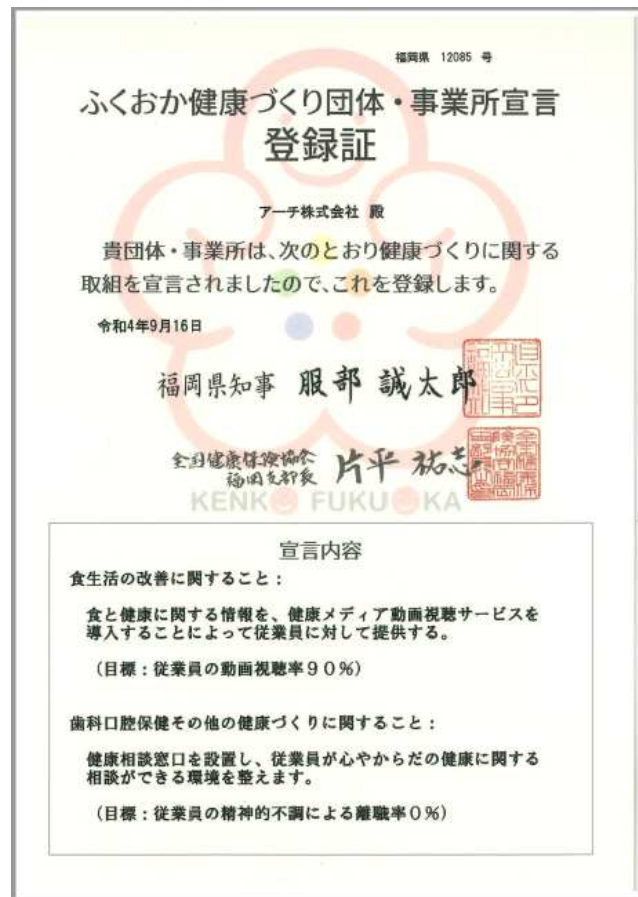 福岡県 12085 号
ふくおか健康づくり団体・事業所宣言
登録証
アーチ株式会社 殿
貴団体・事業所は、次のとおり健康づくりに関する
取組を宣言されましたので、これを登録します。
令和4年9月16日
福岡県知事 服部 誠太郎
全国健康保険協会
福岡支部長 片平 祐志
KENKO FUKUOKA
宣言内容
食生活の改善に関すること：
食と健康に関する情報を、健康メディア動画視聴サービスを
導入することによって従業員に対して提供する。
（目標：従業員の動画視聴率９０％）
歯科口腔保健その他の健康づくりに関すること：
健康相談窓口を設置し、従業員が心やからだの健康に関する
相談ができる環境を整えます。
（目標：従業員の精神的不調による離職率０％）